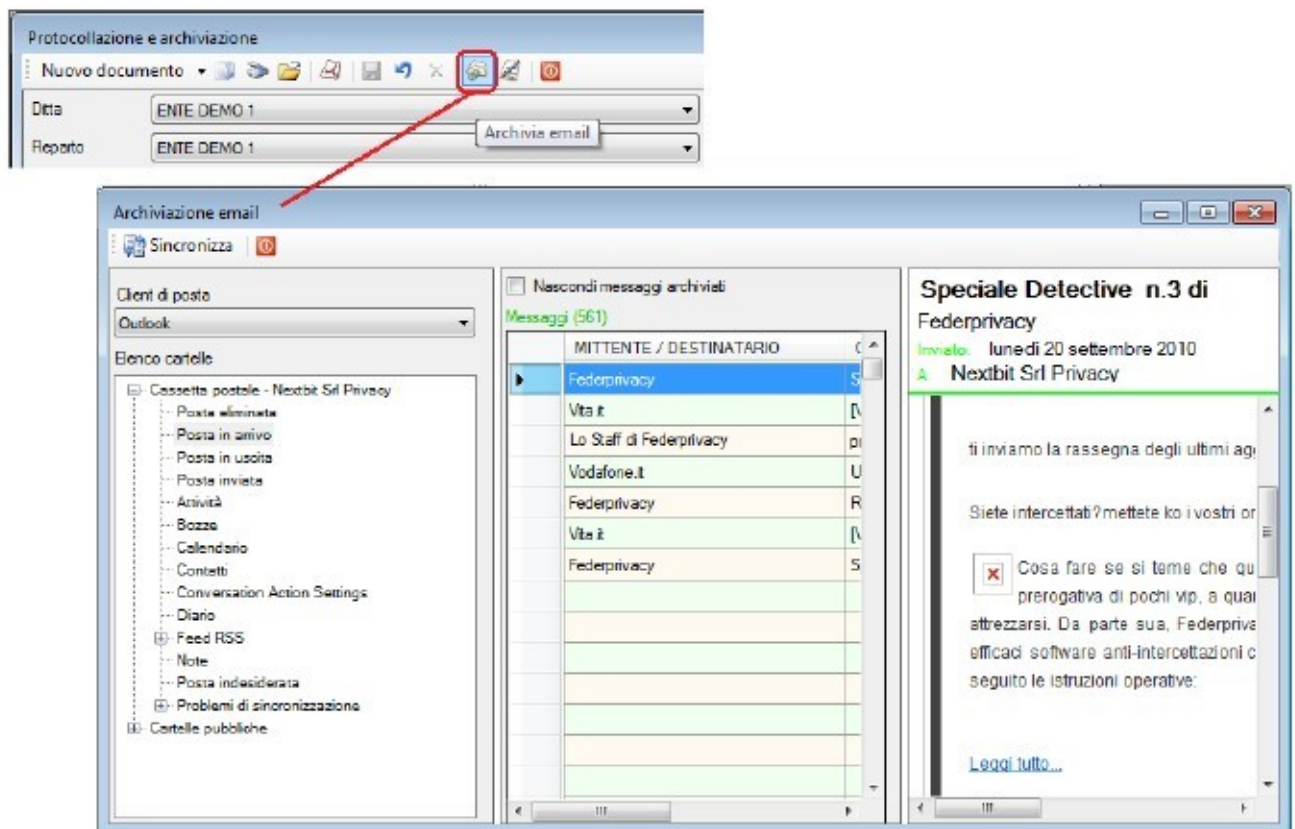 Protocollazione e archiviazione
Nuovo documento
Ditta
ENTE DEMO 1
Archivia email
Reparto
ENTE DEMO 1
Archiviazione email
Sincronizza
Client di posta
Outlook
Elenco cartelle
Cassetta postale - Nextbit Srl Privacy
Posta eliminata
Posta in arrivo
Posta in uscita
Posta inviata
Attività
Bozze
Calendario
Contatti
Conversation Action Settings
Diario
Feed RSS
Note
Posta indesiderata
Problemi di sincronizzazione
Cartelle pubbliche
Nascondi messaggi archiviati
Messaggi (561)
MITTENTE / DESTINATARIO
Federprivacy S
Vita.it [
Lo Staff di Federprivacy
Vodafone.it U
Federprivacy R
Vita.it [
Federprivacy S
Speciale Detective n.3 di
Federprivacy
Inviato: lunedì 20 settembre 2010
A Nextbit Srl Privacy
ti inviamo la rassegna degli ultimi
Siete intercettati?mettete ko i vostri
Cosa fare se si teme che
prerogativa di pochi vip, a
attrezzarsi. Da parte sua,
efficaci software anti-intercettazioni
seguito le istruzioni operative:
Leggi tutto...